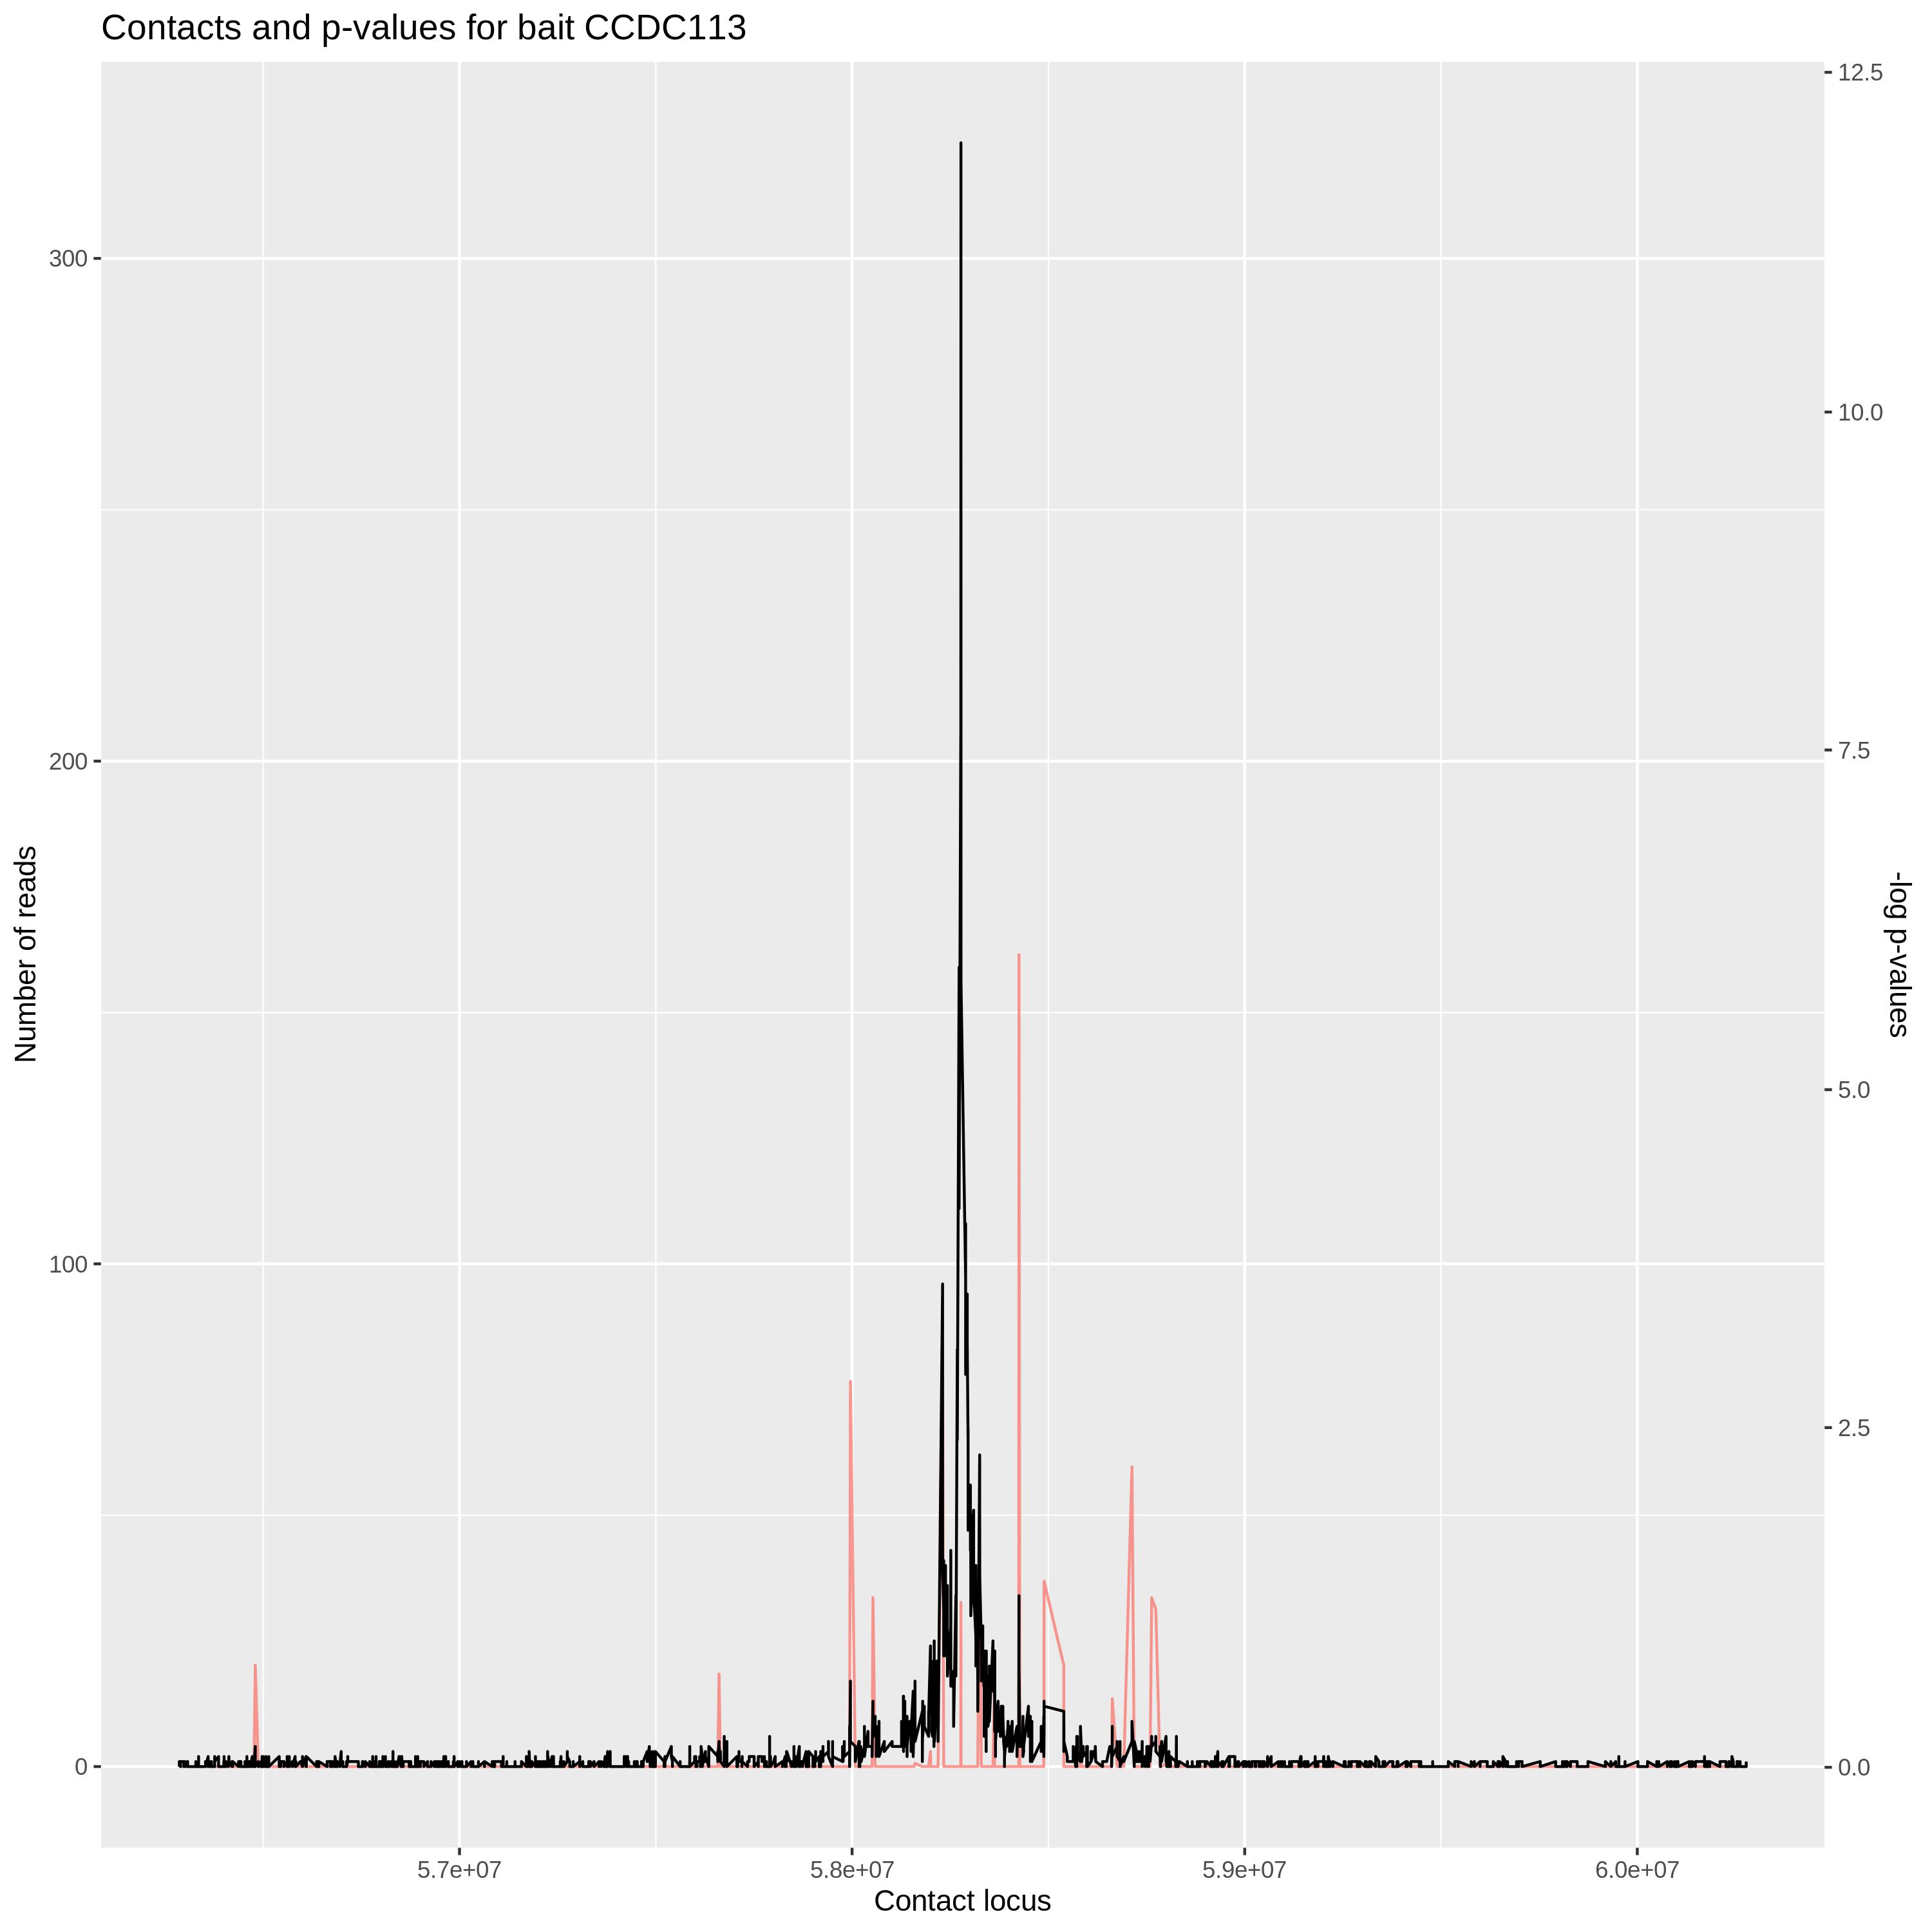 Contacts and p-values for bait CCDC113
12.5
300
10.0
200
7.5
Number of reads
-log p-values
5.0
100
2.5
0
0.0
5.7e+07
5.8e+07
5.9e+07
6.0e+07
Contact locus